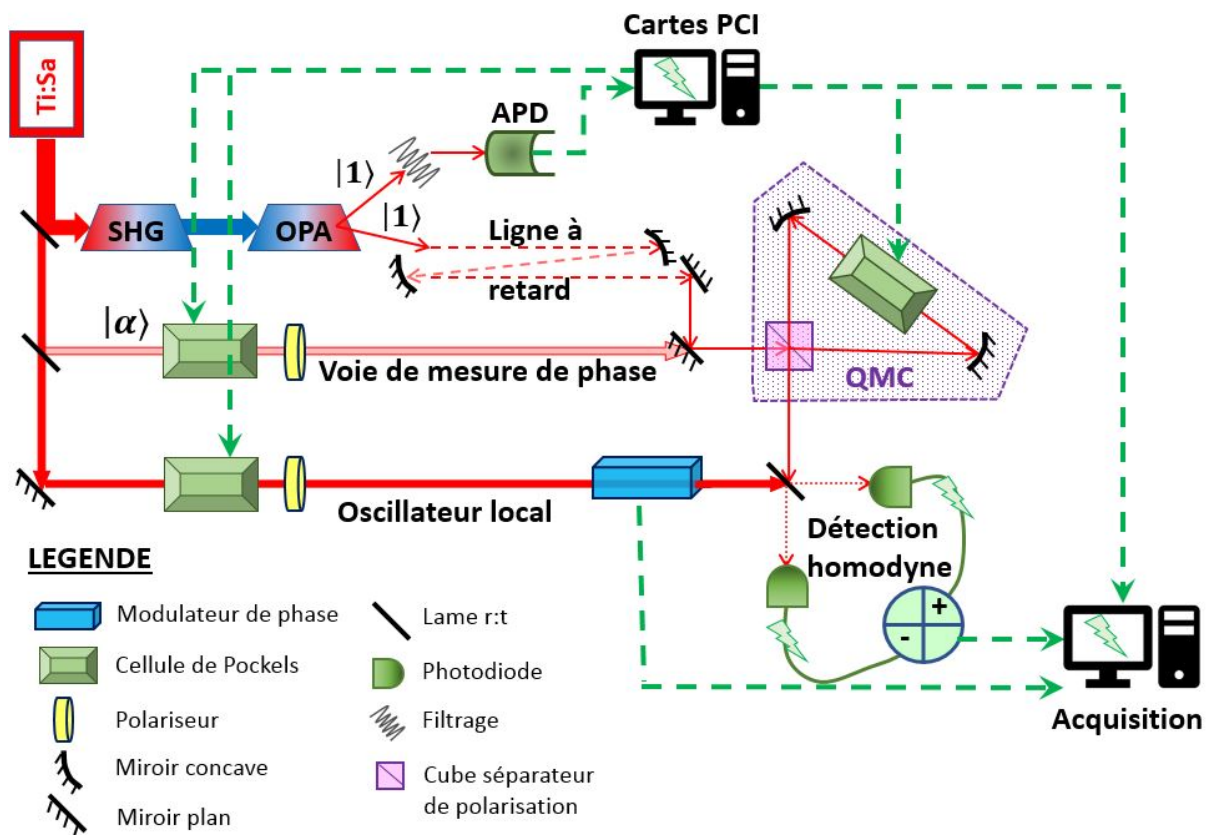 Cartes PCI
Ti:Sa
APD
|1⟩
|1⟩
SHG
OPA
Ligne à
retard
|α⟩
Voie de mesure de phase
QMC
Oscillateur local
Détection
homodyne
+
-
Acquisition
LEGENDE
Modulateur de phase
Cellule de Pockels
Polariseur
Miroir concave
Miroir plan
Lame r:t
Photodiode
Filtrage
Cube séparateur
de polarisation